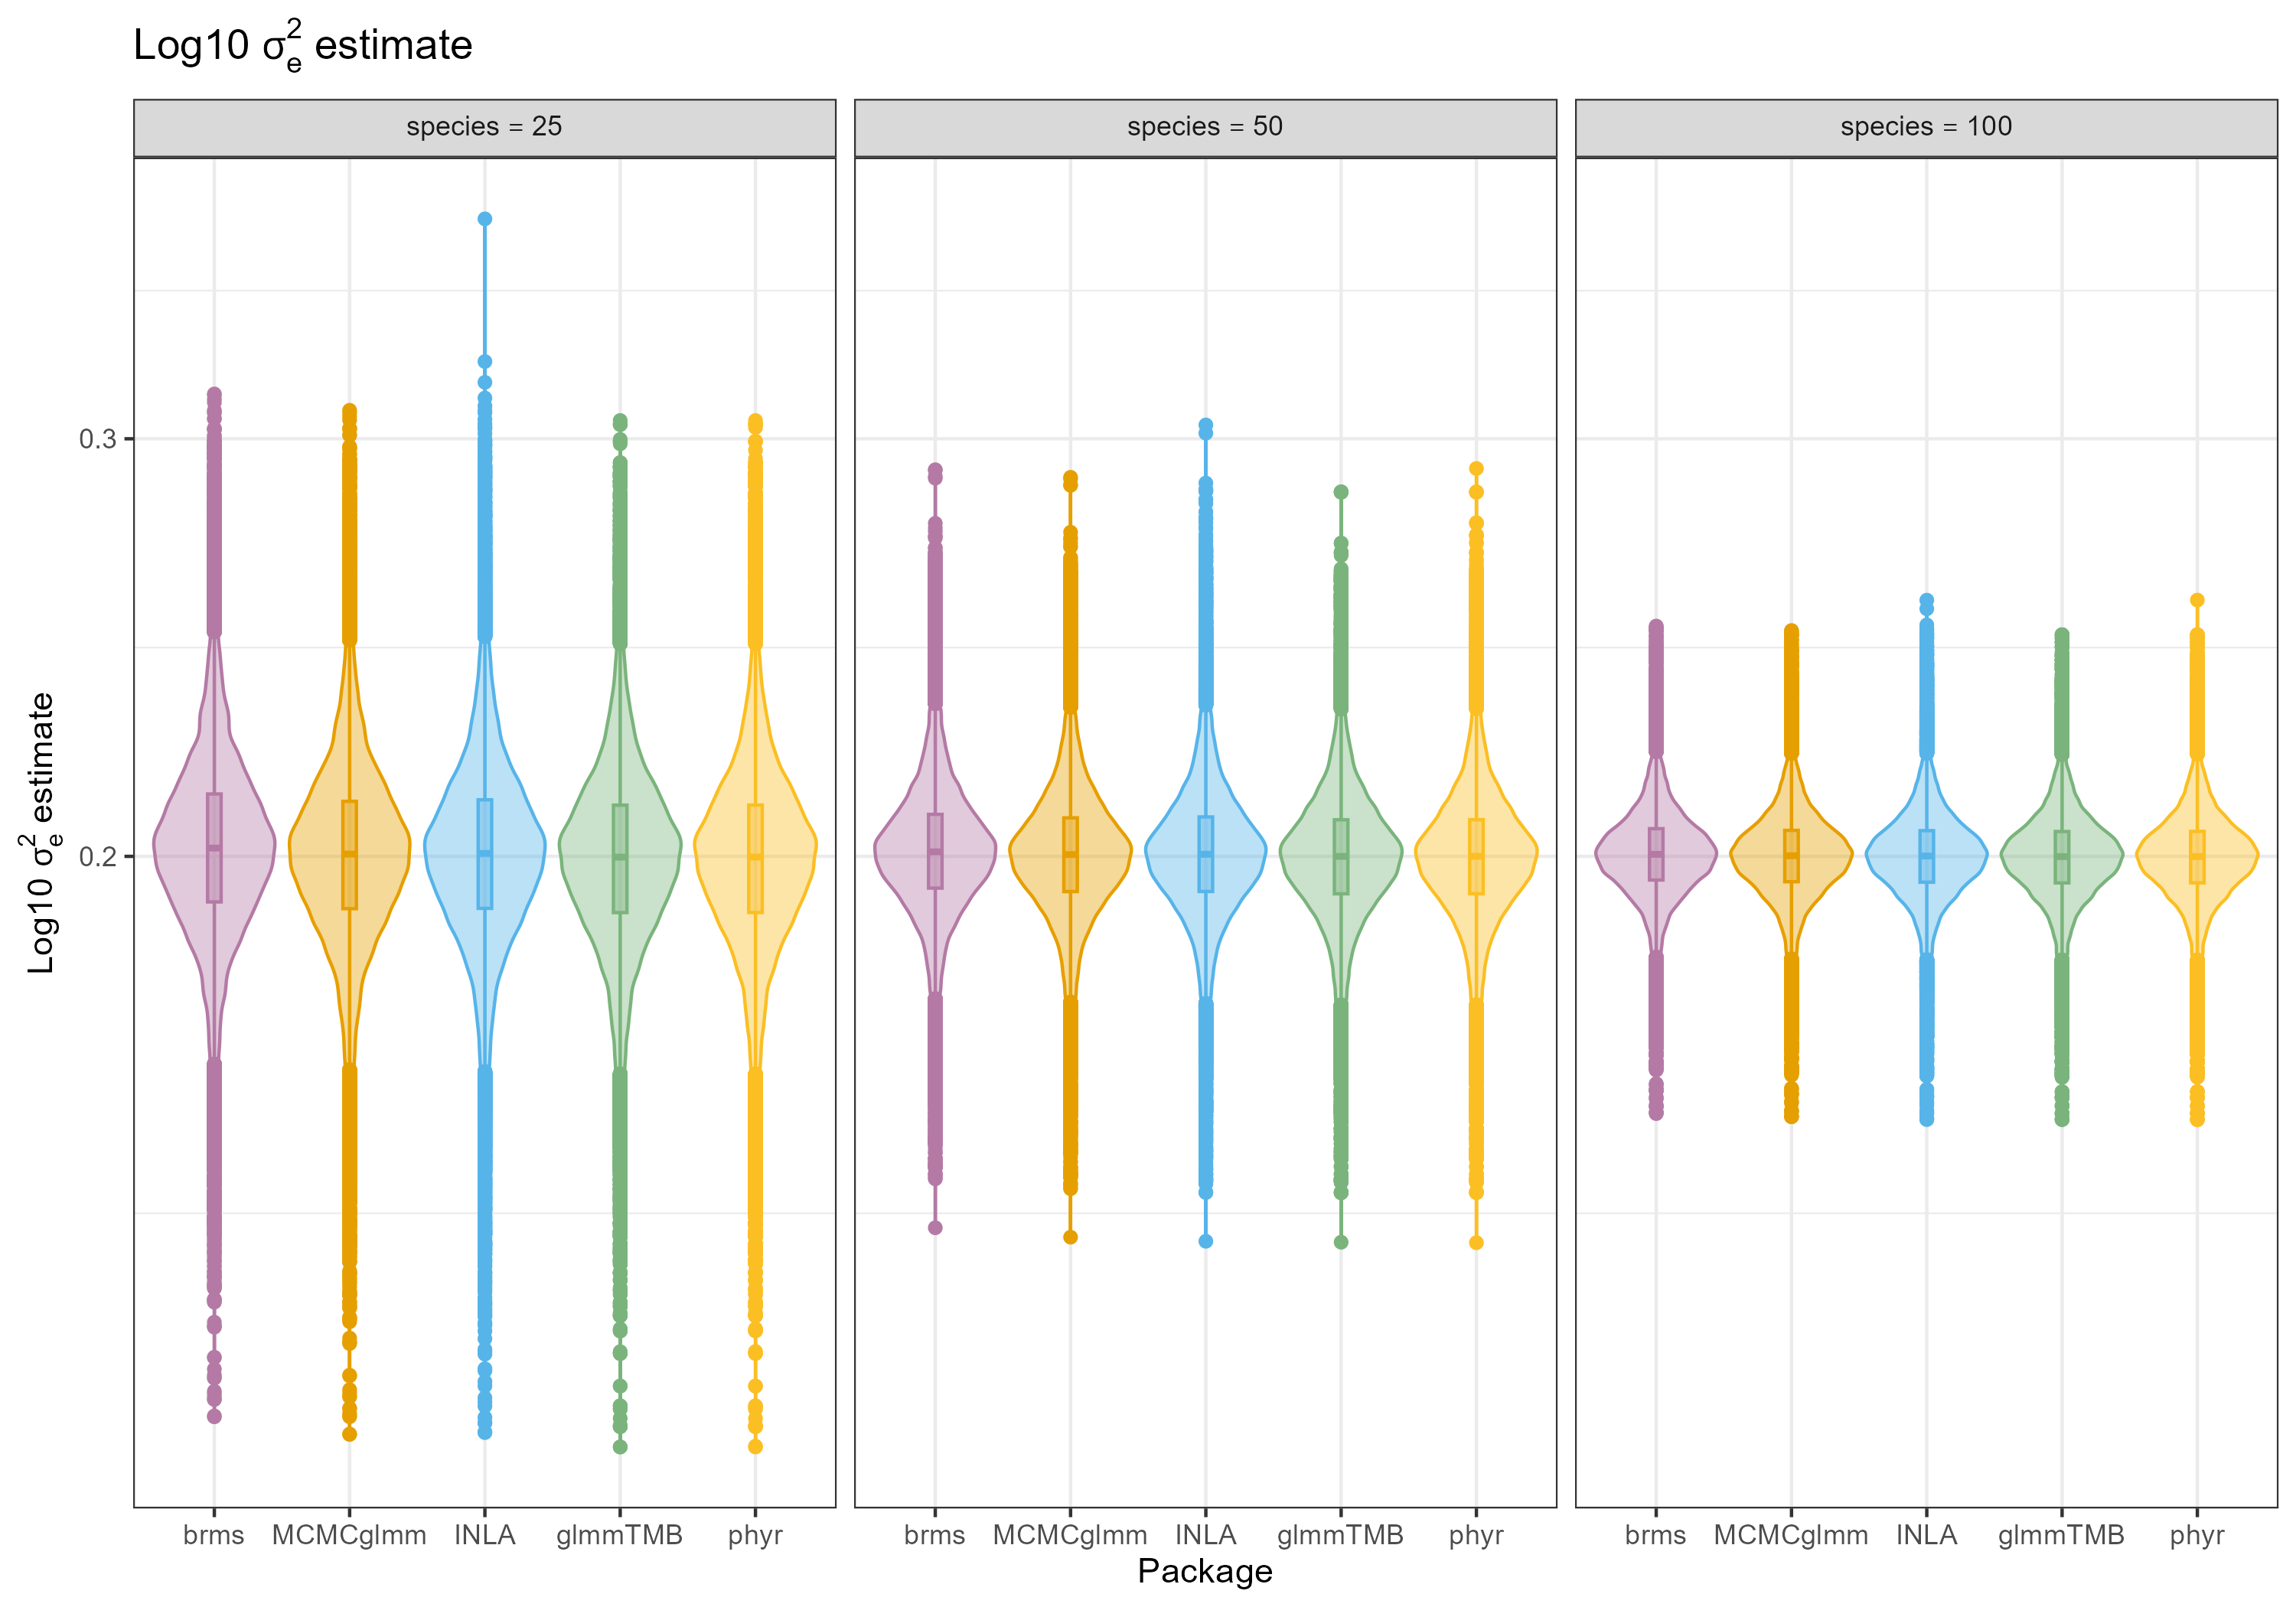 Log10 σ²ₑ estimate
species = 25
species = 50
species = 100
Log10 σ²ₑ estimate
0.3
0.2
brms MCMCglmm INLA glmmTMB phyr
brms MCMCglmm INLA glmmTMB phyr
brms MCMCglmm INLA glmmTMB phyr
Package